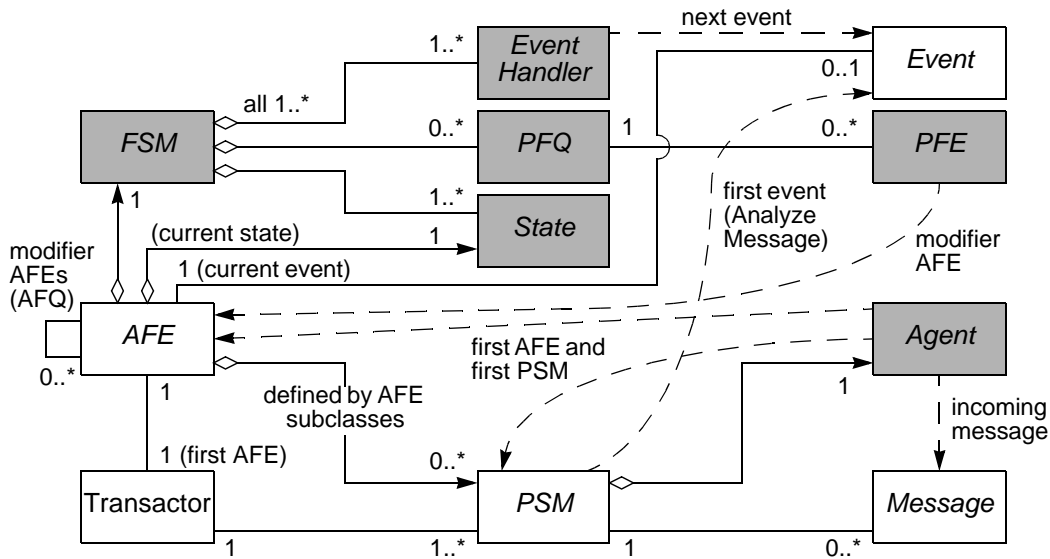 next event
1..*
Event
Handler
Event
0..1
all 1..*
FSM
0..*
PFQ
1
0..*
PFE
1
1..*
State
first event
(Analyze
Message)
(current state)
1
modifier
AFEs
(AFQ)
1 (current event)
modifier
AFE
AFE
0..*
1
first AFE and
first PSM
Agent
1
defined by AFE
subclasses
incoming
message
1 (first AFE)
0..*
Transactor
PSM
Message
1
1..*
1
0..*